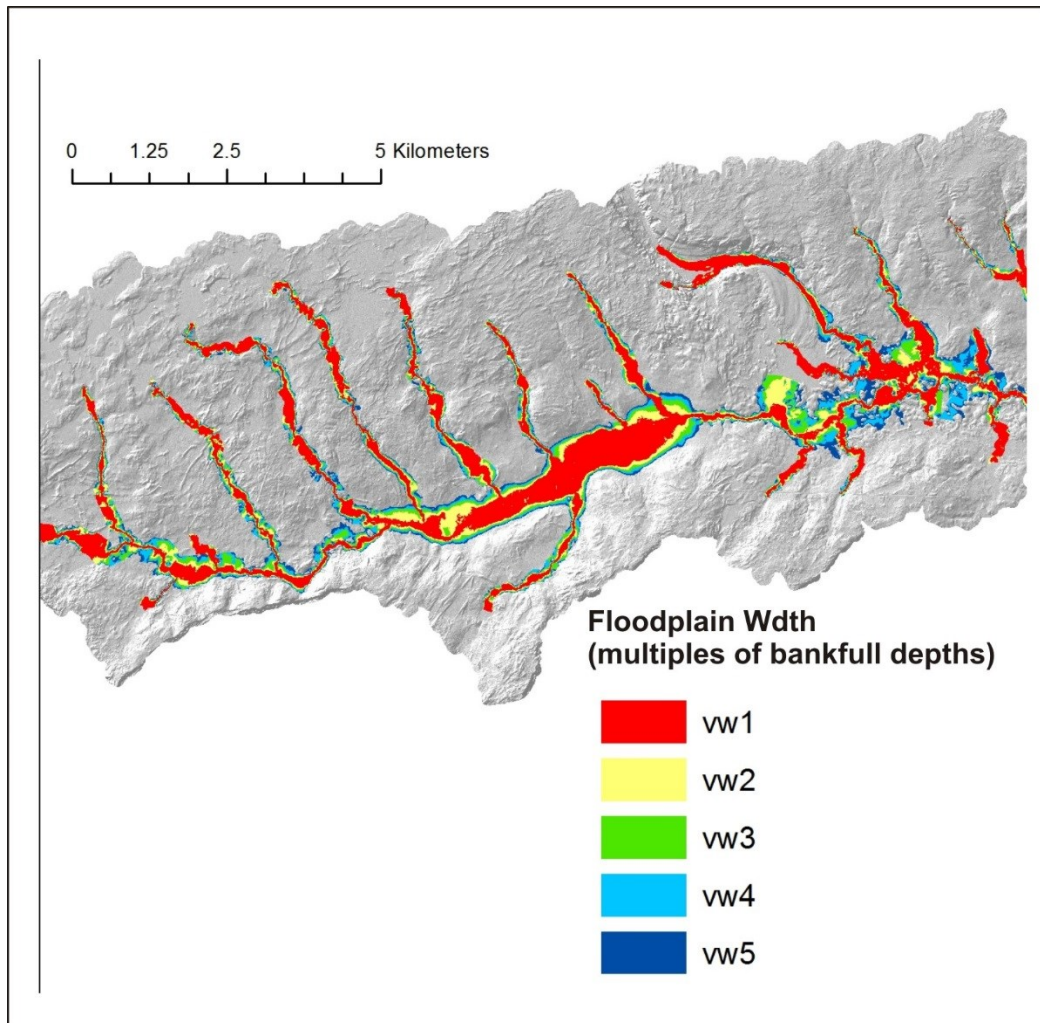 0 1.25 2.5 5 Kilometers
Floodplain Wdth
(multiples of bankfull depths)
vw1
vw2
vw3
vw4
vw5